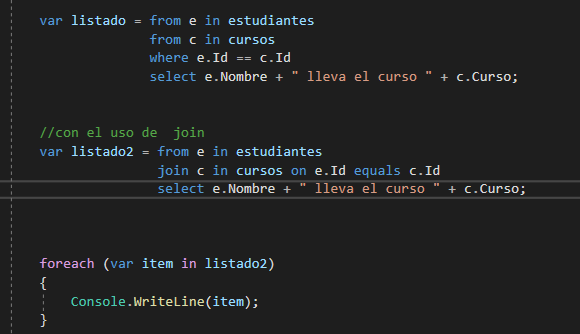 var listado = from e in estudiantes
from c in cursos
where e.Id == c.Id
select e.Nombre + " lleva el curso " + c.Curso;
//con el uso de  join
var listado2 = from e in estudiantes
join c in cursos on e.Id equals c.Id
select e.Nombre + " lleva el curso " + c.Curso;
foreach (var item in listado2)
{
Console.WriteLine(item);
}